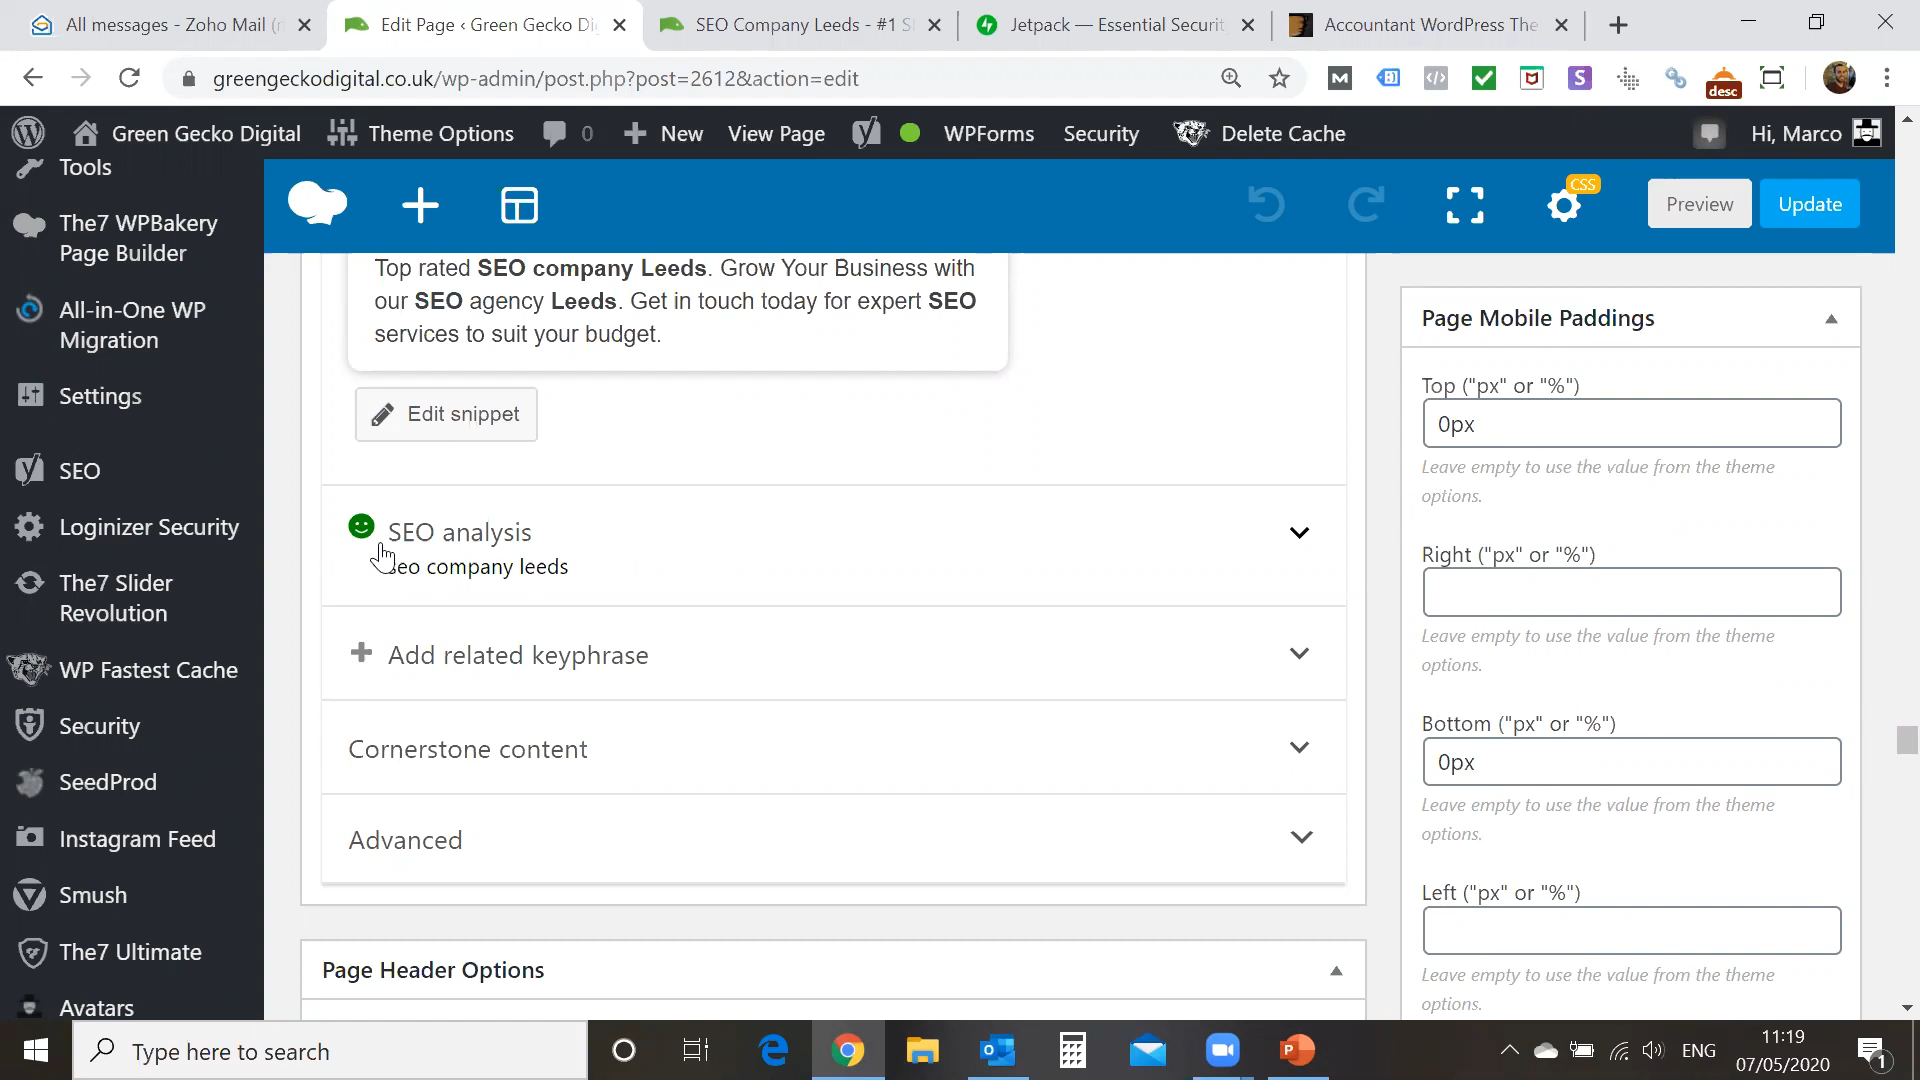 All messages - Zoho Mail (r
Edit Page ‹ Green Gecko Di
SEO Company Leeds - #1 S
Jetpack — Essential Securit
Accountant WordPress The
greengeckodigital.co.uk/wp-admin/post.php?post=2612&action=edit
desc
Green Gecko Digital
Theme Options
0
New
View Page
WPForms
Security
Delete Cache
Hi, Marco
Tools
The7 WPBakery
Page Builder
All-in-One WP
Migration
Settings
SEO
Loginizer Security
The7 Slider
Revolution
WP Fastest Cache
Security
SeedProd
Instagram Feed
Smush
The7 Ultimate
Avatars
CSS
Preview
Update
Top rated SEO company Leeds. Grow Your Business with
our SEO agency Leeds. Get in touch today for expert SEO
services to suit your budget.
Edit snippet
SEO analysis
seo company leeds
Add related keyphrase
Cornerstone content
Advanced
Page Header Options
Page Mobile Paddings
Top ("px" or "%")
0px
Leave empty to use the value from the theme
options.
Right ("px" or "%")
Leave empty to use the value from the theme
options.
Bottom ("px" or "%")
0px
Leave empty to use the value from the theme
options.
Left ("px" or "%")
Leave empty to use the value from the theme
options.
Type here to search
ENG
11:19
07/05/2020
1